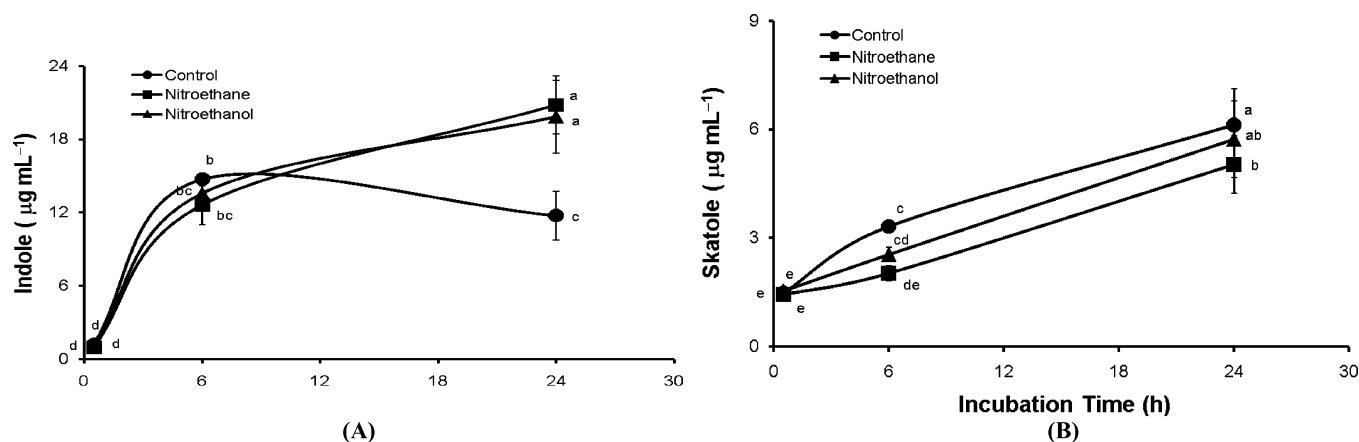 24
18
12
6
0
Indole ( μg mL⁻¹)
Control
Nitroethane
Nitroethanol
d
d
d
b
bc
bc
a
a
c
0
6
12
18
24
30
(A)
9
6
3
0
Skatole ( μg mL⁻¹)
Control
Nitroethane
Nitroethanol
e
e
e
c
cd
de
a
ab
b
0
6
12
18
24
30
Incubation Time (h)
(B)